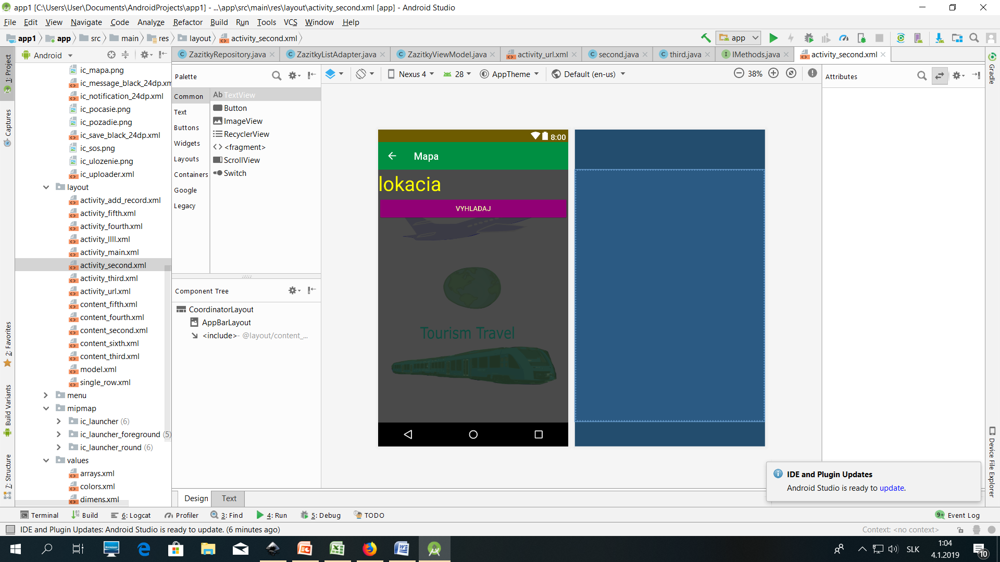 app1 [C:\Users\User\Documents\AndroidProjects\app1] - ...\app\src\main\res\layout\activity_second.xml [app] - Android Studio
File Edit View Navigate Code Analyze Refactor Build Run Tools VCS Window Help
app1 app src main res layout activity_second.xml
app
Android
ZazitkyRepository.java ZazitkyListAdapter.java ZazitkyViewModel.java activity_url.xml second.java third.java IMethods.java activity_second.xml
1: Project
Captures
2: Favorites
Build Variants
7: Structure
ic_mapa.png
ic_message_black_24dp.xm
ic_notification_24dp.xml
ic_pocasie.png
ic_pozadie.png
ic_save_black_24dp.xml
ic_sos.png
ic_ulozenie.png
ic_uploader.xml
layout
activity_add_record.xml
activity_fifth.xml
activity_fourth.xml
activity_llll.xml
activity_main.xml
activity_second.xml
activity_third.xml
activity_url.xml
content_fifth.xml
content_fourth.xml
content_second.xml
content_sixth.xml
content_third.xml
model.xml
single_row.xml
menu
mipmap
ic_launcher (6)
ic_launcher_foreground (5)
ic_launcher_round (6)
values
arrays.xml
colors.xml
dimens.xml
Palette
Common
Text
Buttons
Widgets
Layouts
Containers
Google
Legacy
Ab TextView
Button
ImageView
RecyclerView
<fragment>
ScrollView
Switch
Component Tree
CoordinatorLayout
AppBarLayout
<include>- @layout/content_...
Nexus 4 28 AppTheme Default (en-us) 38%
8:00
Mapa
lokacia
VYHLADAJ
Tourism Travel
Attributes
Gradle
Device File Explorer
IDE and Plugin Updates
Android Studio is ready to update.
Design Text
Terminal Build 6: Logcat Profiler 3: Find 4: Run 5: Debug TODO
9+ Event Log
IDE and Plugin Updates: Android Studio is ready to update. (6 minutes ago)
Context: <no context>
SLK
1:04
4.1.2019
10